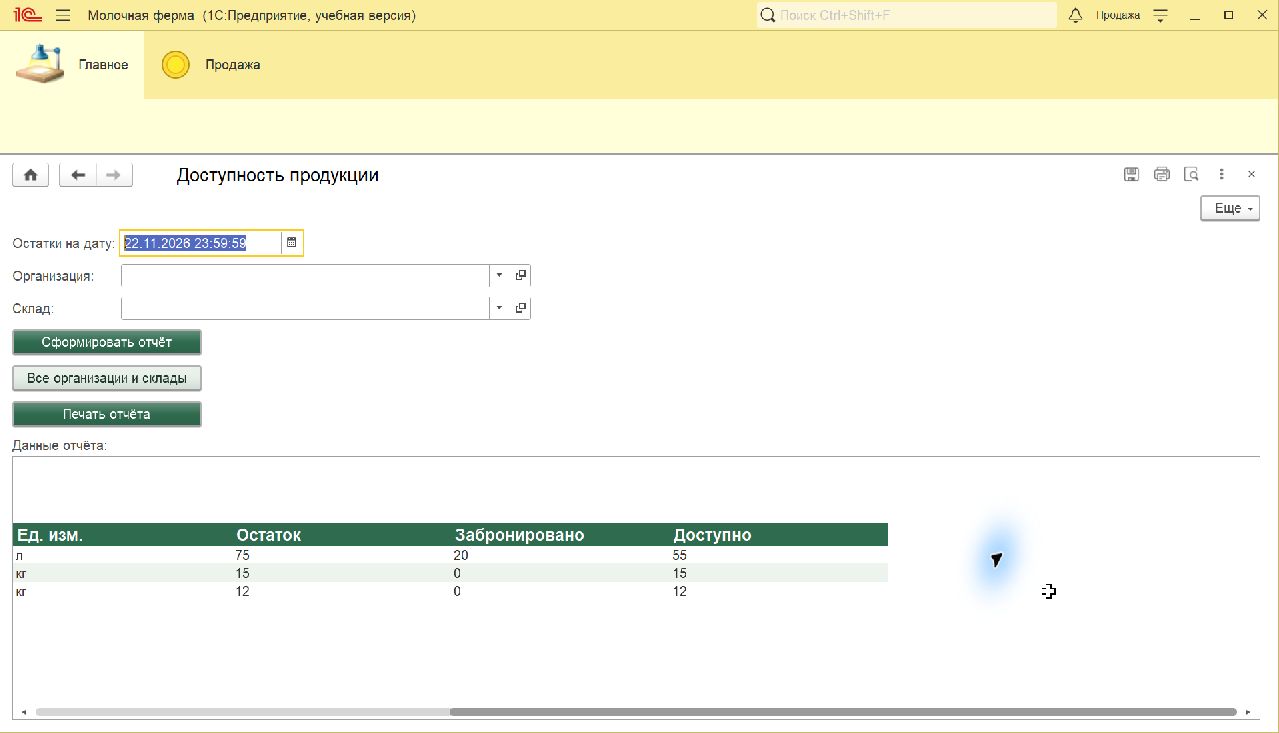 1С Молочная ферма (1С:Предприятие, учебная версия) Поиск Ctrl+Shift+F Продажа
Главное Продажа
Доступность продукции
Еще
Остатки на дату: 22.11.2026 23:59:59
Организация:
Склад:
Сформировать отчёт
Все организации и склады
Печать отчёта
Данные отчёта:
Ед. изм. Остаток Забронировано Доступно
л 75 20 55
кг 15 0 15
кг 12 0 12